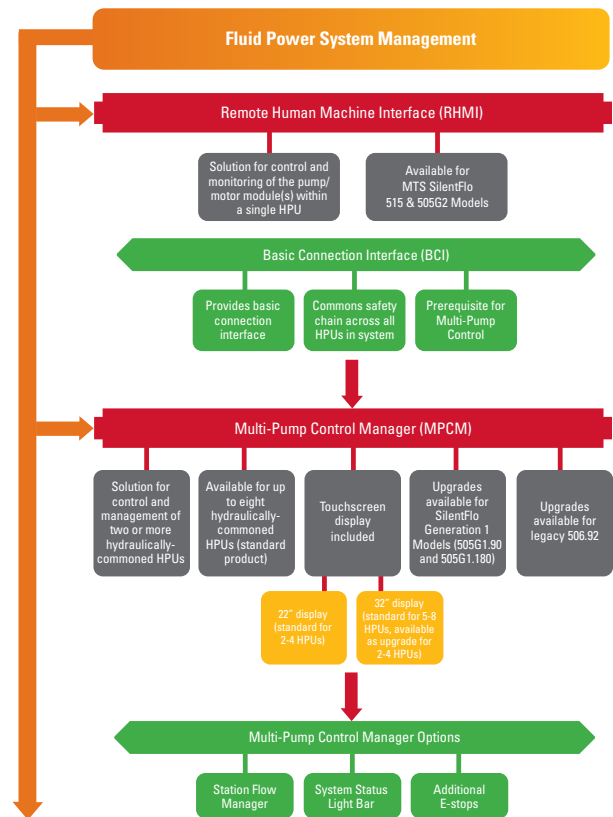 Fluid Power System Management
Remote Human Machine Interface (RHMI)
Solution for control and
monitoring of the pump/
motor module(s) within
a single HPU
Available for
MTS SilentFlo
515 & 505G2 Models
Basic Connection Interface (BCI)
Provides basic
connection
interface
Commons safety
chain across all
HPUs in system
Prerequisite for
Multi-Pump
Control
Multi-Pump Control Manager (MPCM)
Solution for
control and
management of
two or more
hydraulically-
commoned HPUs
Available for up
to eight
hydraulically-
commoned
HPUs (standard
product)
Touchscreen
display
included
Upgrades
available for
SilentFlo
Generation 1
Models (505G1.90
and 505G1.180)
Upgrades
available for
legacy 506.92
22" display
(standard for
2-4 HPUs)
32" display
(standard for 5-8
HPUs, available
as upgrade for
2-4 HPUs)
Multi-Pump Control Manager Options
Station Flow
Manager
System Status
Light Bar
Additional
E-stops